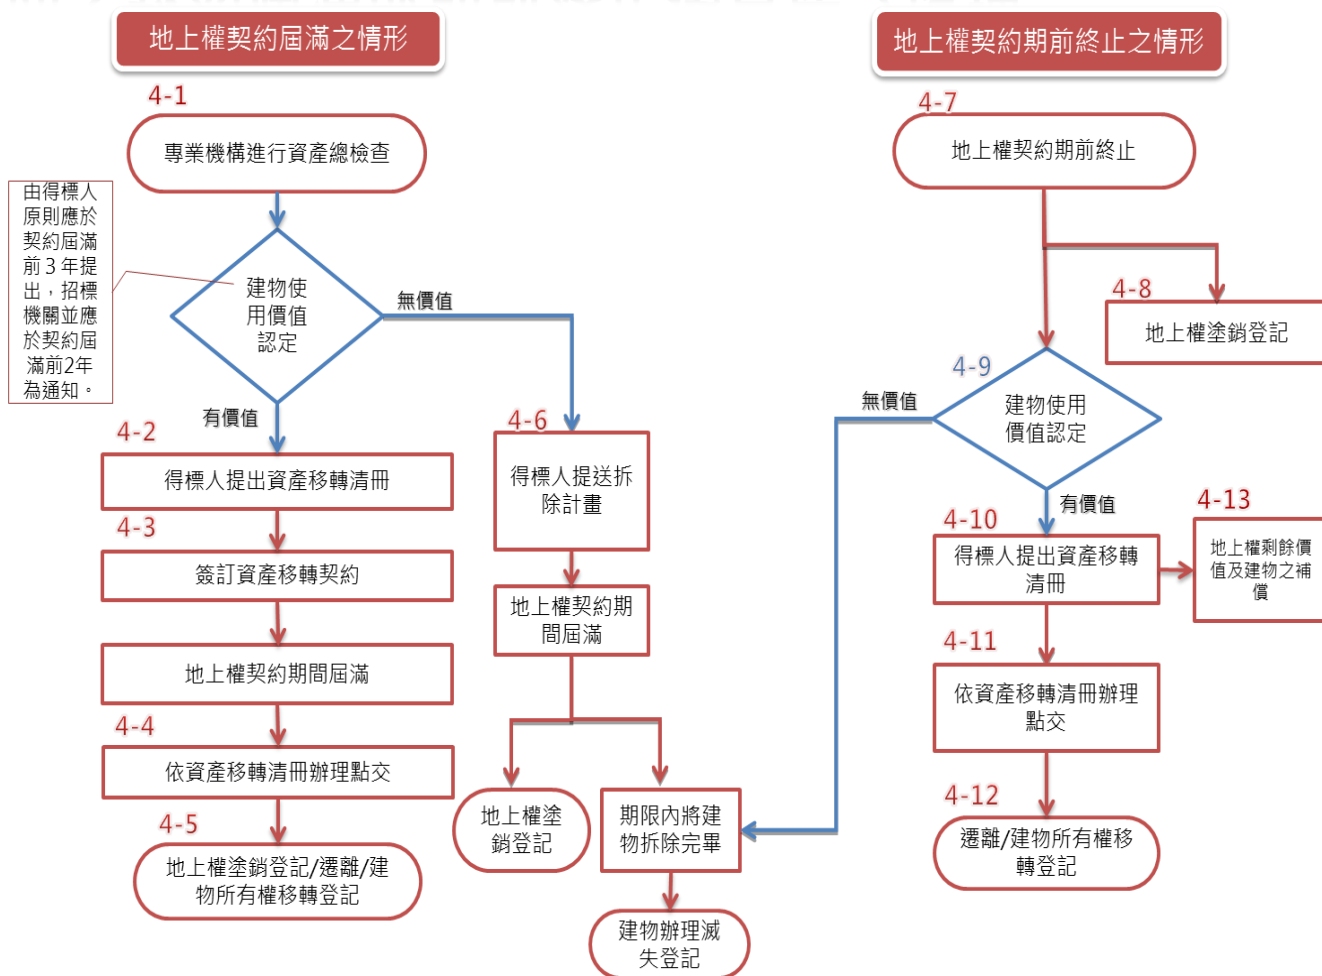 地上權契約屆滿之情形
4-1
專業機構進行資產總檢查
由得標人
原則應於
契約屆滿
前3年提
出，招標
機關並應
於契約屆
滿前2年
為通知。
建物使
用價值
認定
無價值
有價值
4-2
得標人提出資產移轉清冊
4-3
簽訂資產移轉契約
地上權契約期間屆滿
4-4
依資產移轉清冊辦理點交
4-5
地上權塗銷登記/遷離/建
物所有權移轉登記
4-6
得標人提送拆
除計畫
地上權契約期
間屆滿
地上權塗
銷登記
期限內將建
物拆除完畢
建物辦理滅
失登記
地上權契約期前終止之情形
4-7
地上權契約期前終止
4-8
地上權塗銷登記
4-9
建物使用
價值認定
無價值
有價值
4-10
得標人提出資產移轉
清冊
4-13
地上權剩餘價
值及建物之補
償
4-11
依資產移轉清冊辦理
點交
4-12
遷離/建物所有權移
轉登記